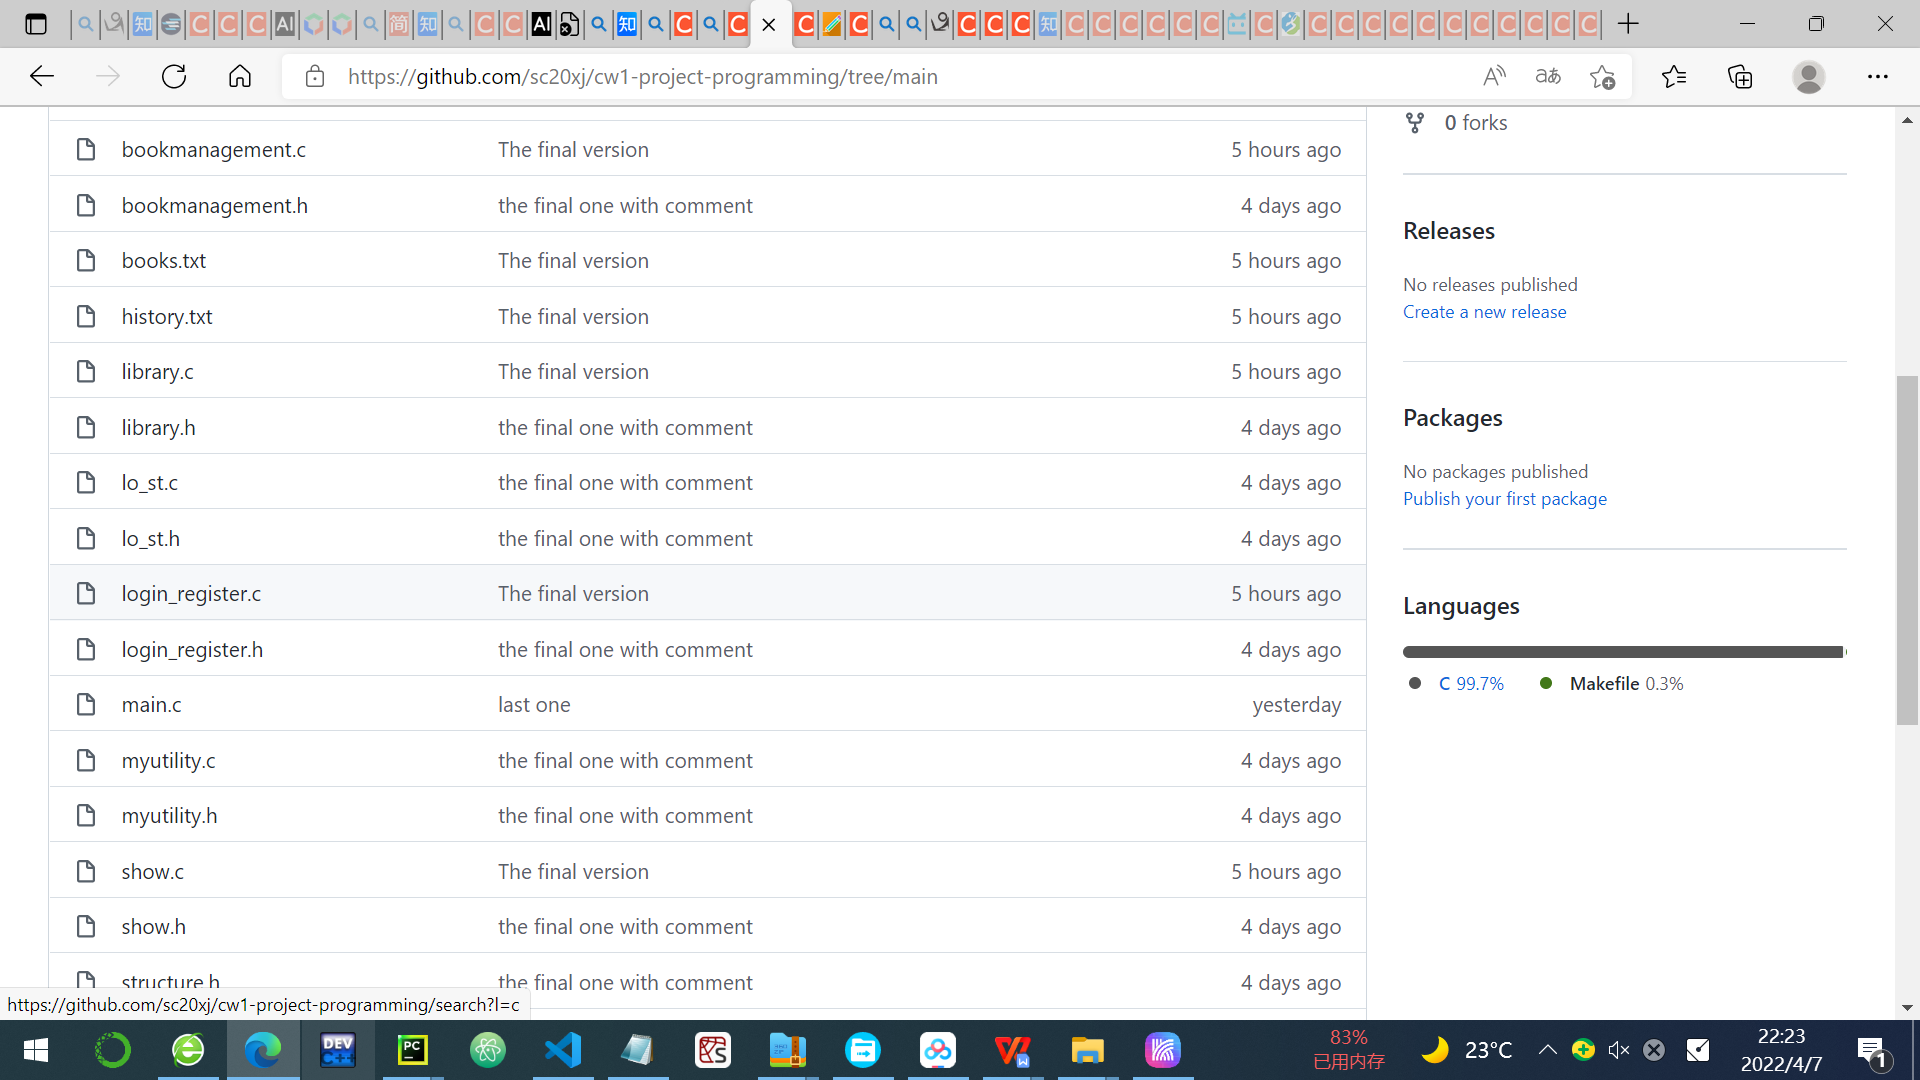 https://github.com/sc20xj/cw1-project-programming/tree/main
bookmanagement.c The final version 5 hours ago
bookmanagement.h the final one with comment 4 days ago
books.txt The final version 5 hours ago
history.txt The final version 5 hours ago
library.c The final version 5 hours ago
library.h the final one with comment 4 days ago
lo_st.c the final one with comment 4 days ago
lo_st.h the final one with comment 4 days ago
login_register.c The final version 5 hours ago
login_register.h the final one with comment 4 days ago
main.c last one yesterday
myutility.c the final one with comment 4 days ago
myutility.h the final one with comment 4 days ago
show.c The final version 5 hours ago
show.h the final one with comment 4 days ago
structure.h the final one with comment 4 days ago
0 forks
Releases
No releases published
Create a new release
Packages
No packages published
Publish your first package
Languages
C 99.7% Makefile 0.3%
https://github.com/sc20xj/cw1-project-programming/search?l=c
83%
已用内存
23°C
22:23
2022/4/7
1